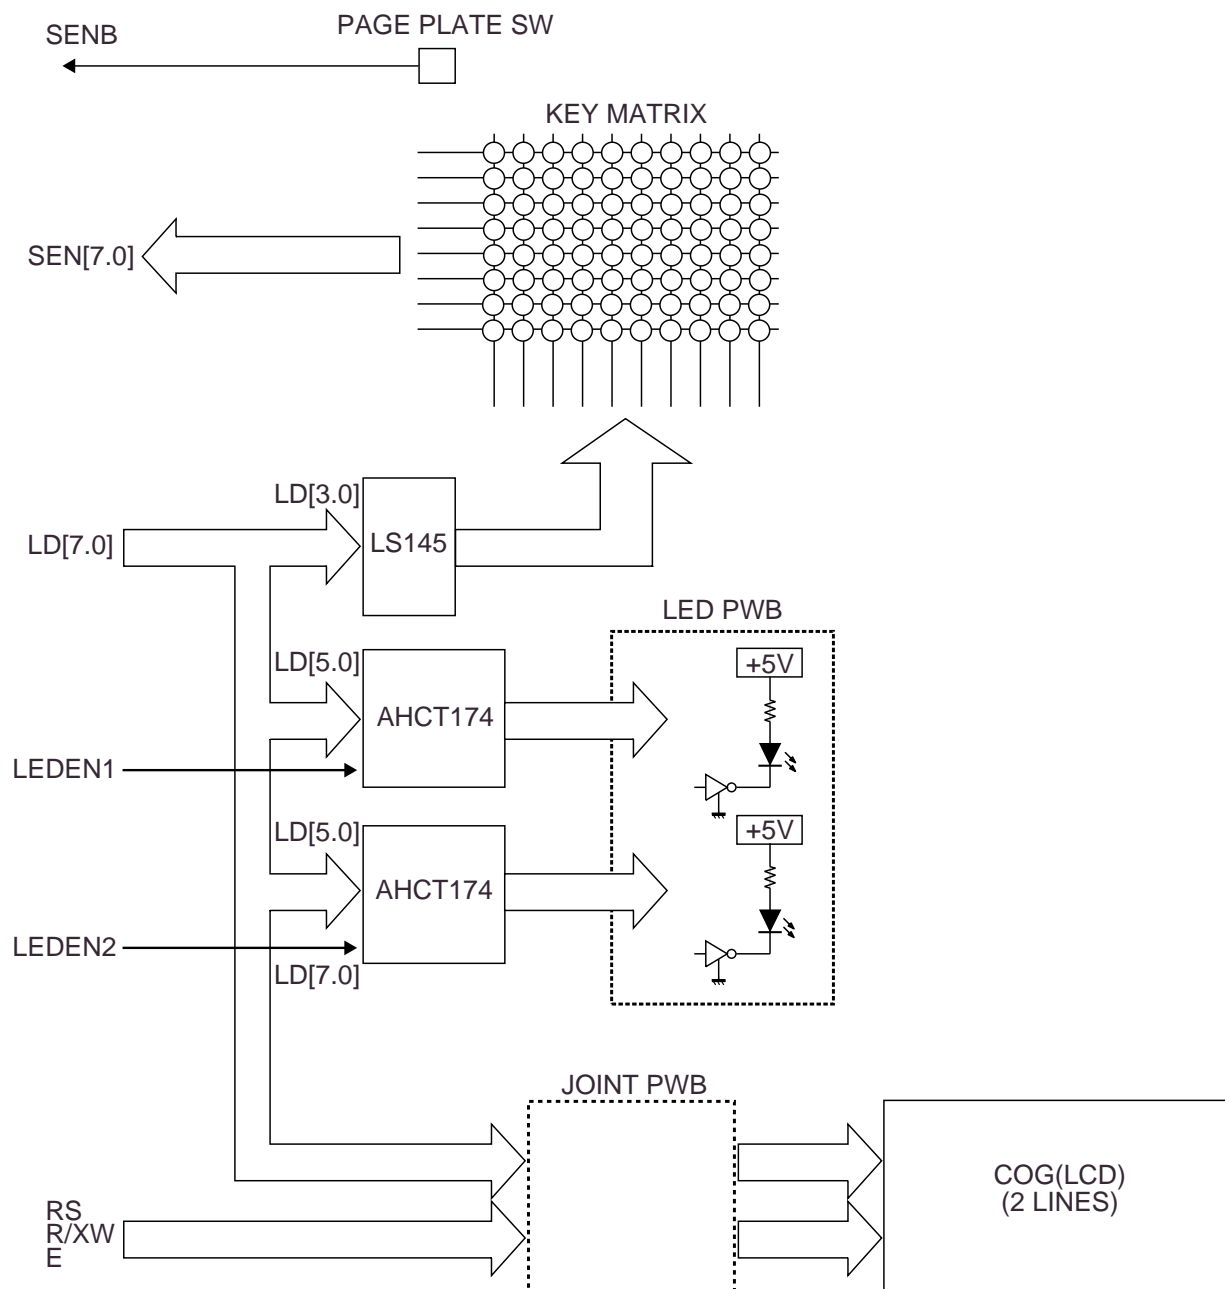 PAGE PLATE SW
SENB
KEY MATRIX
SEN[7.0]
LD[3.0]
LD[7.0]
LS145
LED PWB
LD[5.0]
+5V
AHCT174
LEDEN1
LD[5.0]
+5V
AHCT174
LEDEN2
LD[7.0]
JOINT PWB
COG(LCD)
(2 LINES)
RS
R/XW
E